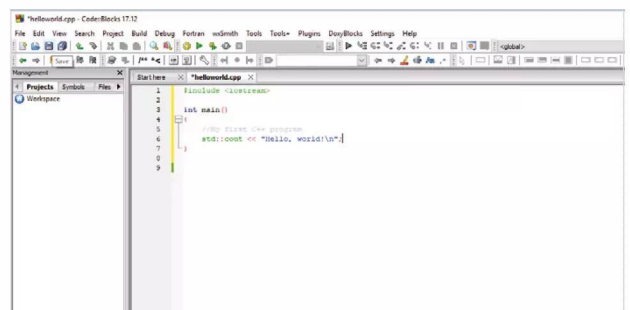 *helloworld.cpp - Code::Blocks 17.12
File Edit View Search Project Build Debug Fortran wxSmith Tools Tools+ Plugins DoxyBlocks Settings Help
<global>
Save
Management
Start here *helloworld.cpp
Projects Symbols Files
Workspace
1 #include <iostream>
2
3 int main()
4 {
5 //My first C++ program
6 std::cout << "Hello, world!\n";
7 }
8
9